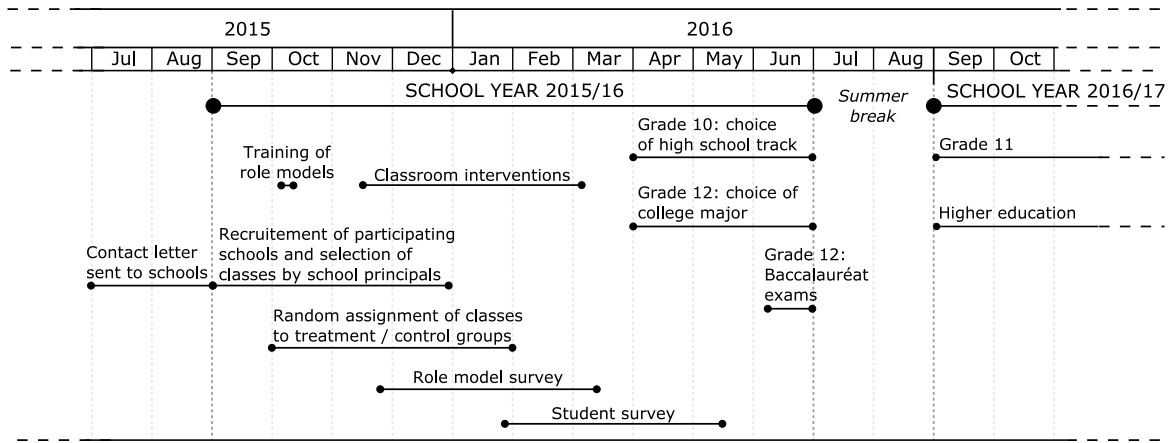 2015
2016
Jul Aug Sep Oct Nov Dec Jan Feb Mar Apr May Jun Jul Aug Sep Oct
SCHOOL YEAR 2015/16
Summer
break
SCHOOL YEAR 2016/17
Training of
role models
Classroom interventions
Grade 10: choice
of high school track
Grade 11
Grade 12: choice of
college major
Higher education
Contact letter
sent to schools
Recruitement of participating
schools and selection of
classes by school principals
Grade 12:
Baccalauréat
exams
Random assignment of classes
to treatment / control groups
Role model survey
Student survey